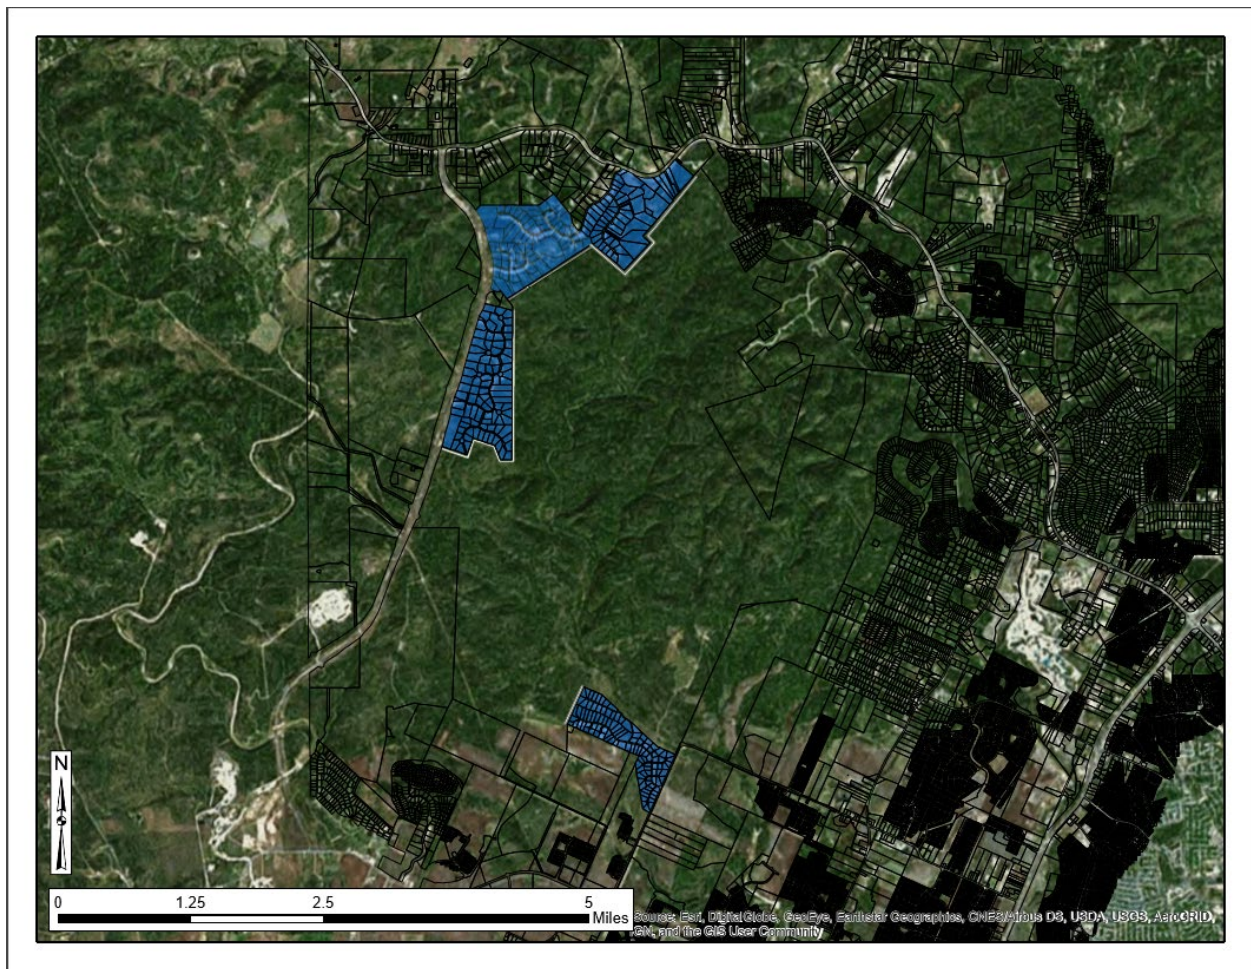 N
0 1.25 2.5 5
Miles
Source: Esri, DigitalGlobe, GeoEye, Earthstar Geographics, CNES/Airbus DS, USDA, USGS, AeroGRID,
IGN, and the GIS User Community